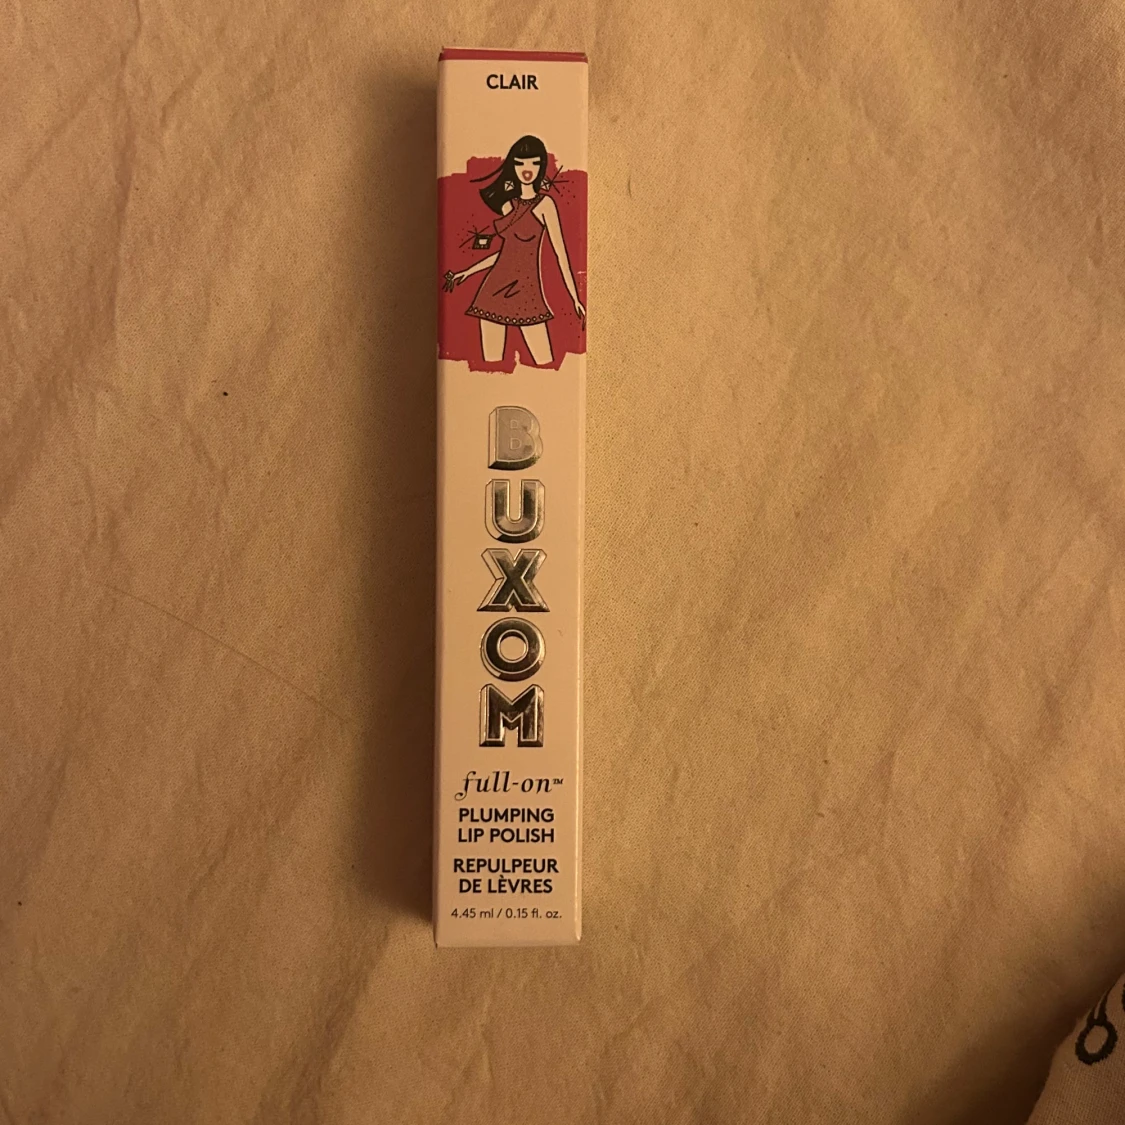 CLAIR
BUXOM
full-on™
PLUMPING
LIP POLISH
REPULPEUR
DE LÈVRES
4.45 ml / 0.15 fl. oz.